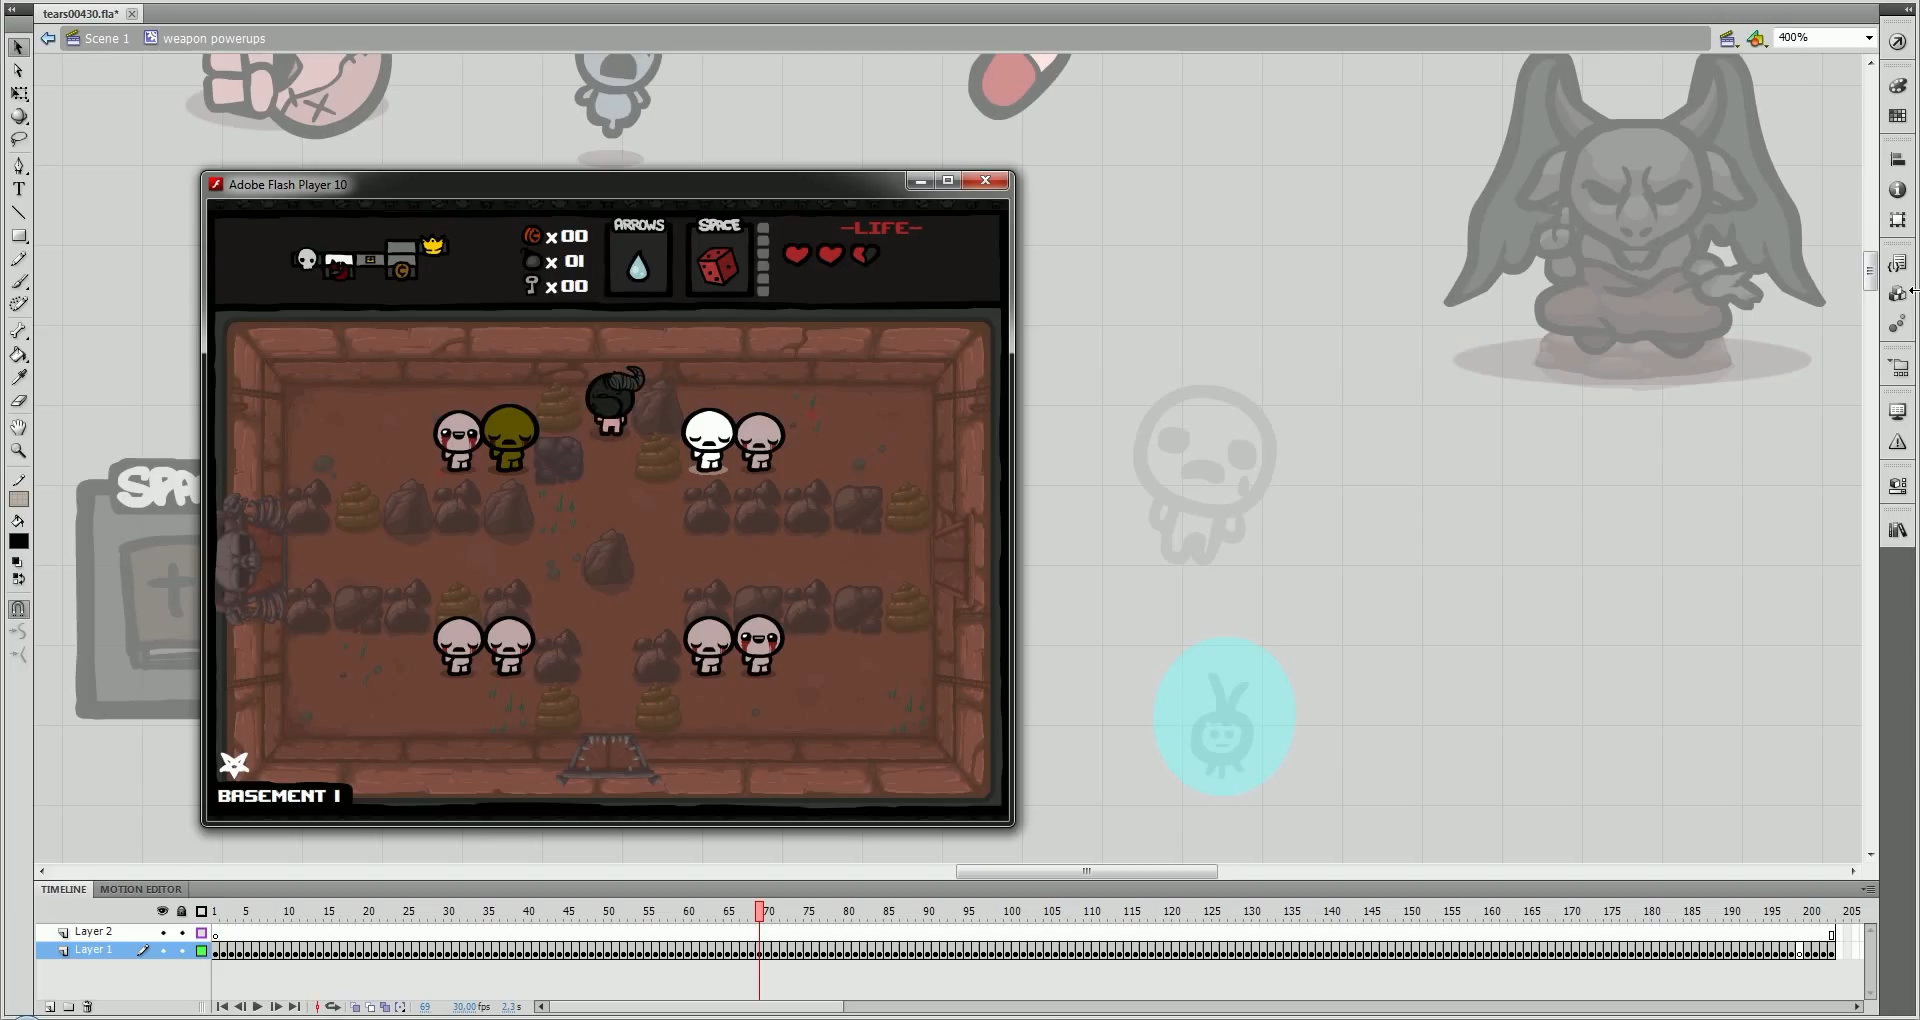 tears00430.fla*
Scene 1 weapon powerups
400%
Adobe Flash Player 10
ARROWS SPACE
-LIFE-
x 00
x 01
x 00
SPA
BASEMENT I
TIMELINE MOTION EDITOR
1 5 10 15 20 25 30 35 40 45 50 55 60 65 70 75 80 85 90 95 100 105 110 115 120 125 130 135 140 145 150 155 160 165 170 175 180 185 190 195 200 205
Layer 2
Layer 1
69 30.00 fps 2.3 s